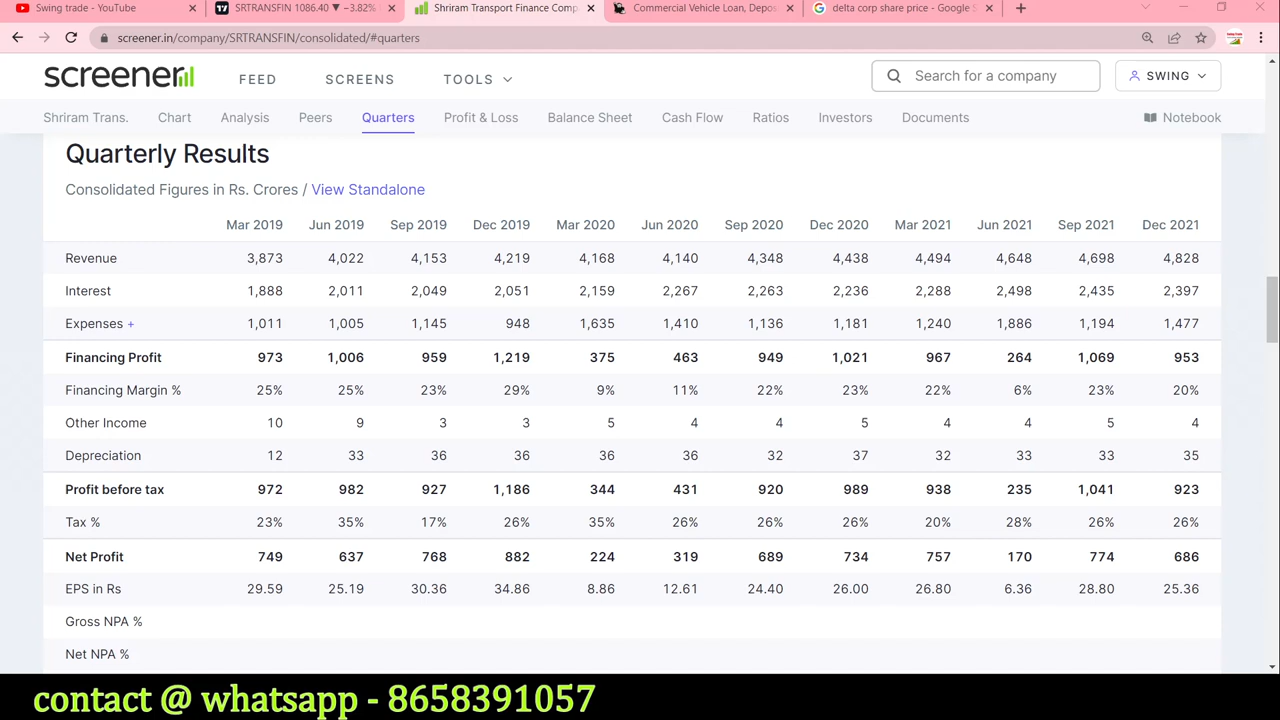 Swing trade - YouTube
SRTRANSFIN 1086.40 ▼ −3.82%
Shriram Transport Finance Comp
Commercial Vehicle Loan, Depos
delta corp share price - Google S
screener.in/company/SRTRANSFIN/consolidated/#quarters
screener
FEED
SCREENS
TOOLS
Search for a company
SWING
Shriram Trans. Chart Analysis Peers Quarters Profit & Loss Balance Sheet Cash Flow Ratios Investors Documents Notebook
Quarterly Results
Consolidated Figures in Rs. Crores / View Standalone
Mar 2019 Jun 2019 Sep 2019 Dec 2019 Mar 2020 Jun 2020 Sep 2020 Dec 2020 Mar 2021 Jun 2021 Sep 2021 Dec 2021
Revenue 3,873 4,022 4,153 4,219 4,168 4,140 4,348 4,438 4,494 4,648 4,698 4,828
Interest 1,888 2,011 2,049 2,051 2,159 2,267 2,263 2,236 2,288 2,498 2,435 2,397
Expenses + 1,011 1,005 1,145 948 1,635 1,410 1,136 1,181 1,240 1,886 1,194 1,477
Financing Profit 973 1,006 959 1,219 375 463 949 1,021 967 264 1,069 953
Financing Margin % 25% 25% 23% 29% 9% 11% 22% 23% 22% 6% 23% 20%
Other Income 10 9 3 3 5 4 4 5 4 4 5 4
Depreciation 12 33 36 36 36 36 32 37 32 33 33 35
Profit before tax 972 982 927 1,186 344 431 920 989 938 235 1,041 923
Tax % 23% 35% 17% 26% 35% 26% 26% 26% 20% 28% 26% 26%
Net Profit 749 637 768 882 224 319 689 734 757 170 774 686
EPS in Rs 29.59 25.19 30.36 34.86 8.86 12.61 24.40 26.00 26.80 6.36 28.80 25.36
Gross NPA %
Net NPA %
contact @ whatsapp - 8658391057